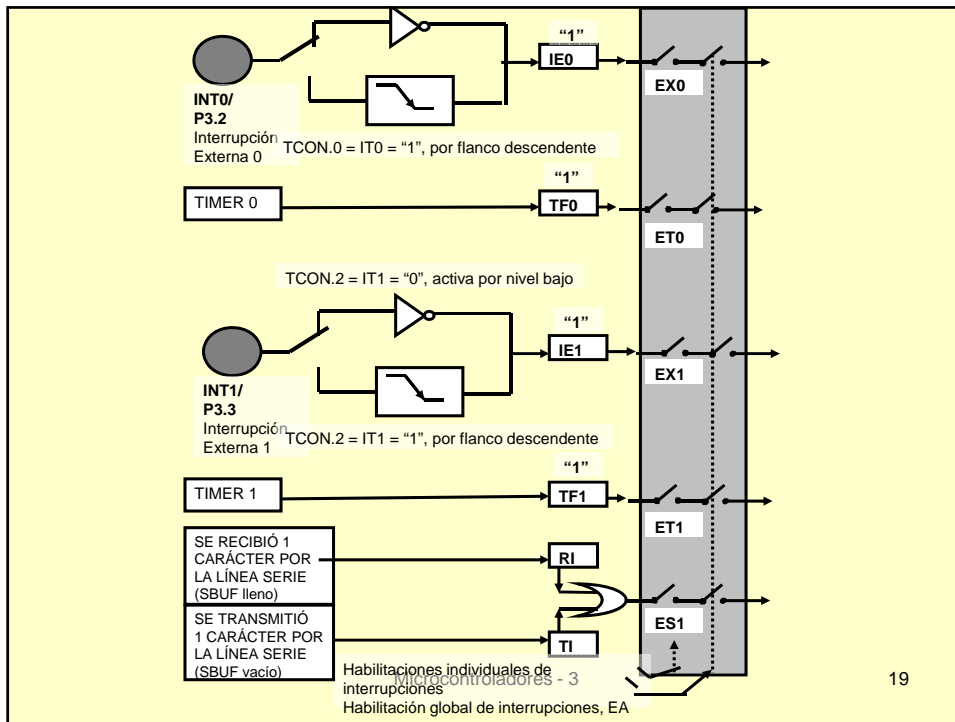 “1”
IE0
EX0
INT0/
P3.2
Interrupción
Externa 0
TCON.0 = IT0 = “1”, por flanco descendente
“1”
TIMER 0
TF0
ET0
TCON.2 = IT1 = “0”, activa por nivel bajo
“1”
IE1
EX1
INT1/
P3.3
Interrupción
Externa 1
TCON.2 = IT1 = “1”, por flanco descendente
“1”
TIMER 1
TF1
ET1
SE RECIBIÓ 1
CARÁCTER POR
LA LÍNEA SERIE
(SBUF lleno)
RI
ES1
SE TRANSMITIÓ
1 CARÁCTER POR
LA LÍNEA SERIE
(SBUF vacío)
TI
Habilitaciones individuales de
interrupciones
Habilitación global de interrupciones, EA
Microcontroladores - 3
19